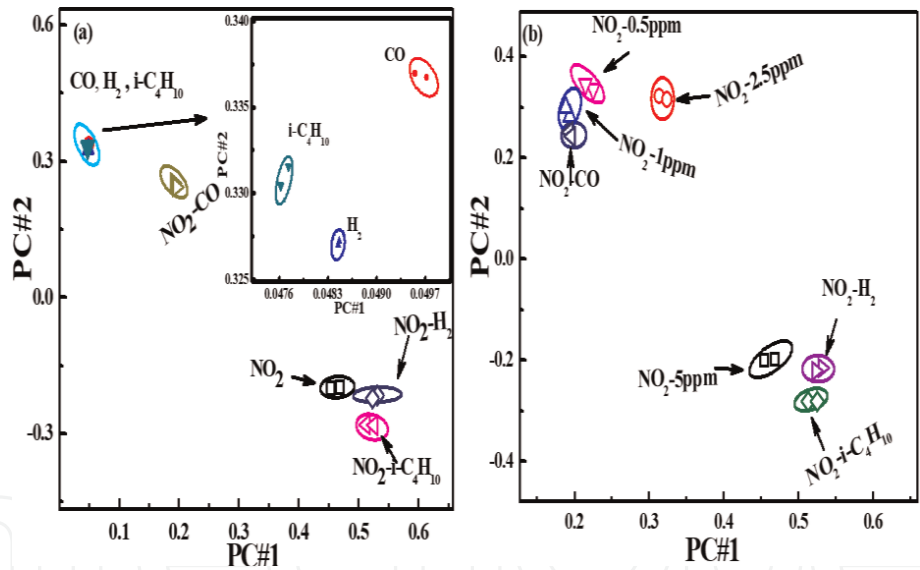 (a)
0.6
0.3
0.0
-0.3
PC#2
0.1 0.2 0.3 0.4 0.5 0.6
PC#1
CO, H₂, i-C₄H₁₀
NO₂-CO
NO₂
NO₂-H₂
NO₂-i-C₄H₁₀
0.340
0.335
0.330
0.325
PC#2
0.0476 0.0483 0.0490 0.0497
PC#1
CO
i-C₄H₁₀
H₂
(b)
0.4
0.2
0.0
-0.2
-0.4
PC#2
0.2 0.3 0.4 0.5 0.6
PC#1
NO₂-0.5ppm
NO₂-2.5ppm
NO₂-1ppm
NO₂-CO
NO₂-H₂
NO₂-5ppm
NO₂-i-C₄H₁₀